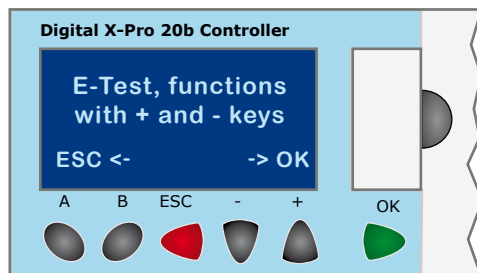 Digital X-Pro 20b Controller
E-Test, functions
with + and - keys
ESC <- -> OK
A B ESC - + OK